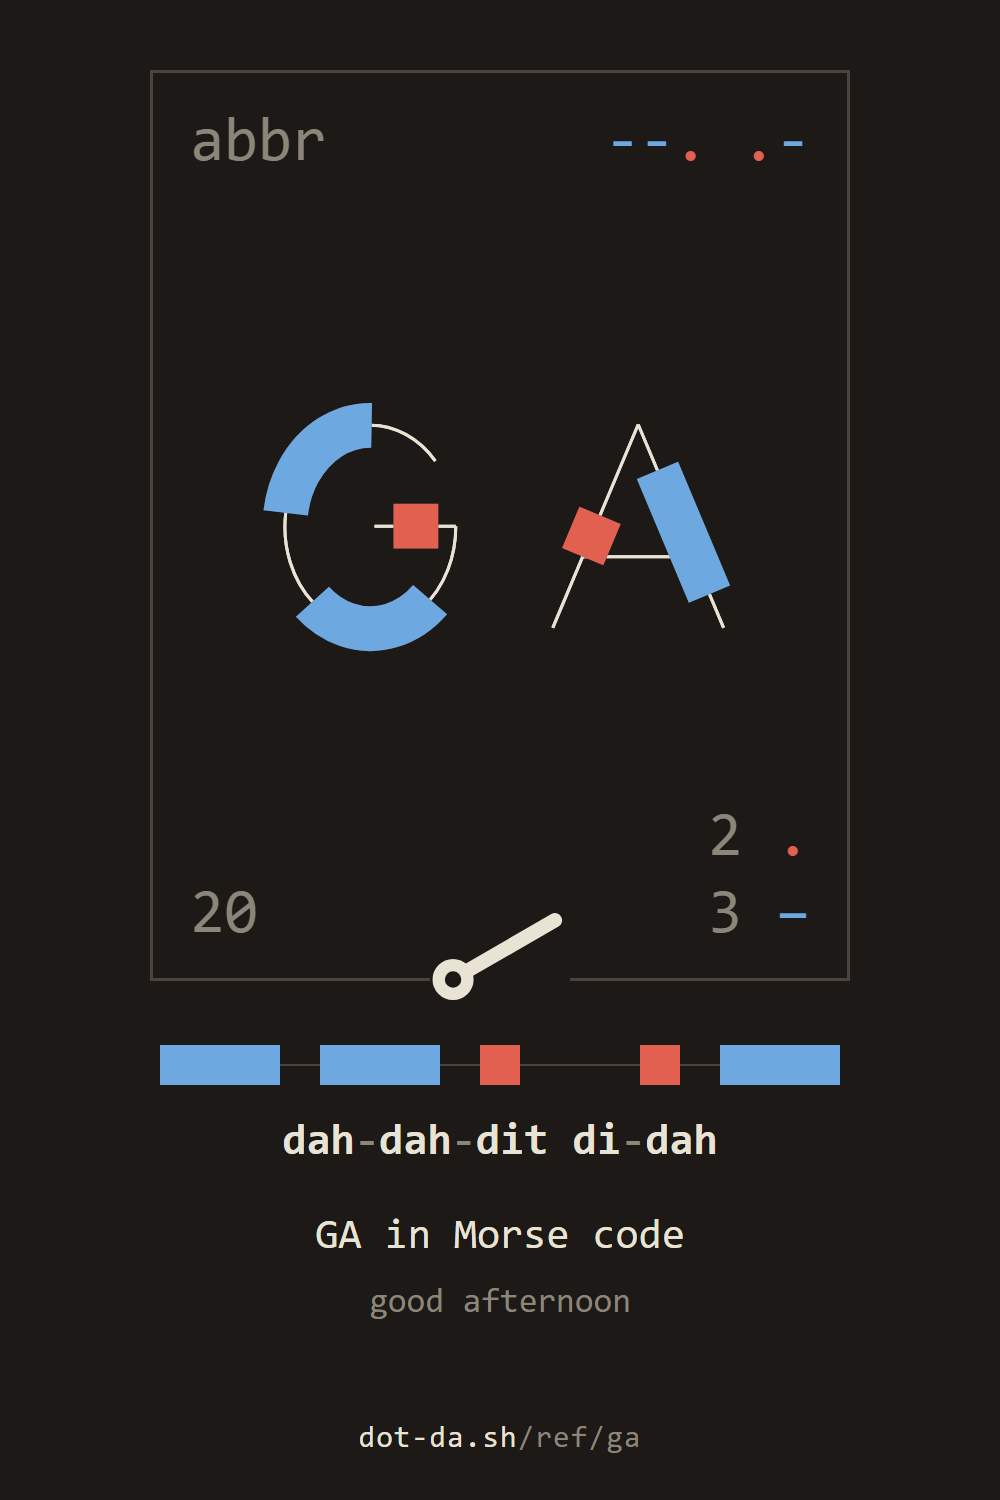 abbr --. .-
GA
2 .
20 3 -
dah-dah-dit di-dah
GA in Morse code
good afternoon
dot-da.sh/ref/ga